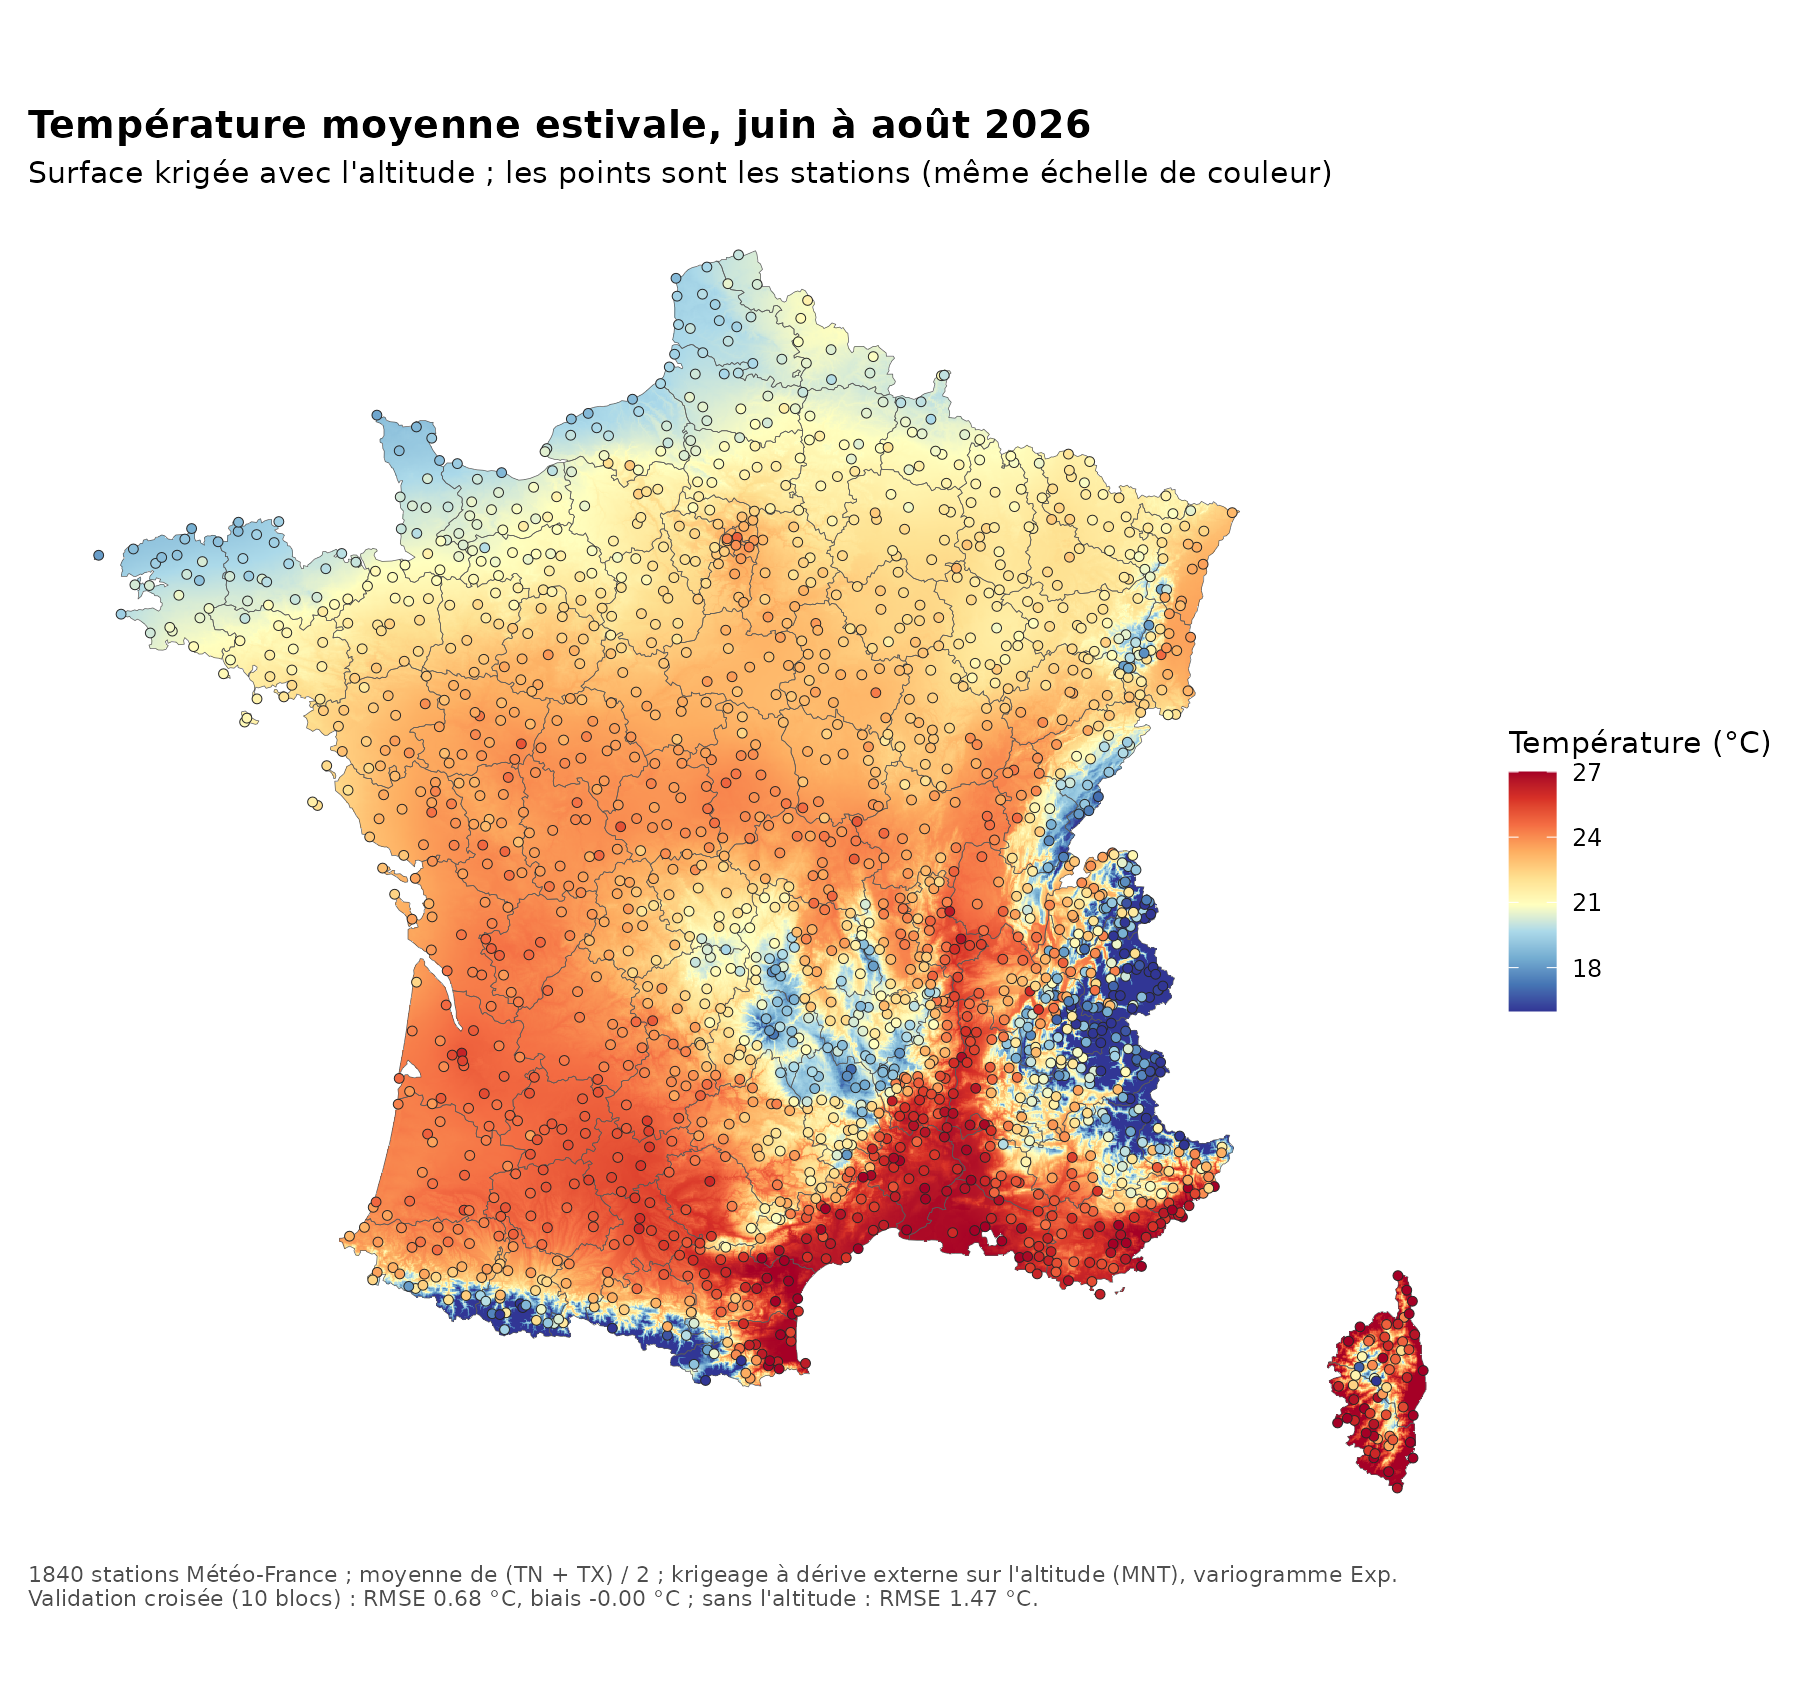 Température moyenne estivale, juin à août 2026
Surface krigée avec l'altitude ; les points sont les stations (même échelle de couleur)
Température (°C)
27
24
21
18
1840 stations Météo-France ; moyenne de (TN + TX) / 2 ; krigeage à dérive externe sur l'altitude (MNT), variogramme Exp.
Validation croisée (10 blocs) : RMSE 0.68 °C, biais -0.00 °C ; sans l'altitude : RMSE 1.47 °C.